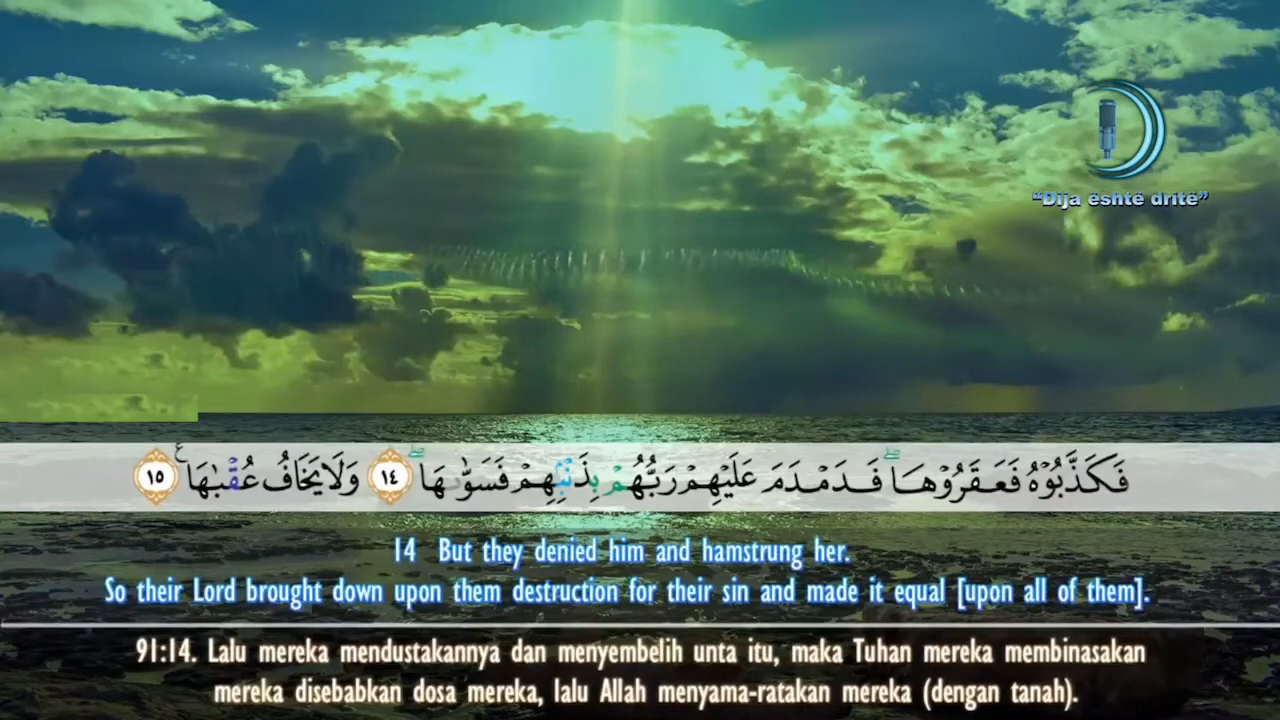 “Dija është dritë”
فَكَذَّبُوهُ فَعَقَرُوْهَا ۖ فَدَمْدَمَ عَلَيْهِمْ رَبُّهُمْ بِذَنْۢبِهِمْ فَسَوّٰىهَا ۖ ۝١٤ وَلَا يَخَافُ عُقْبٰهَا ࣖ ۝١٥
14 But they denied him and hamstrung her.
So their Lord brought down upon them destruction for their sin and made it equal [upon all of them].
91:14. Lalu mereka mendustakannya dan menyembelih unta itu, maka Tuhan mereka membinasakan
mereka disebabkan dosa mereka, lalu Allah menyama-ratakan mereka (dengan tanah).